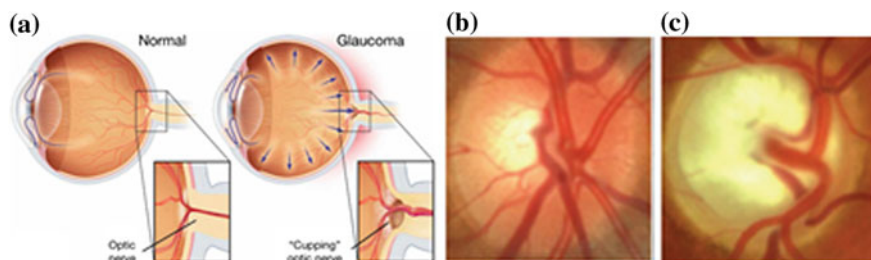 (a)
Normal
Glaucoma
Optic
nerve
"Cupping"
optic nerve
(b)
(c)